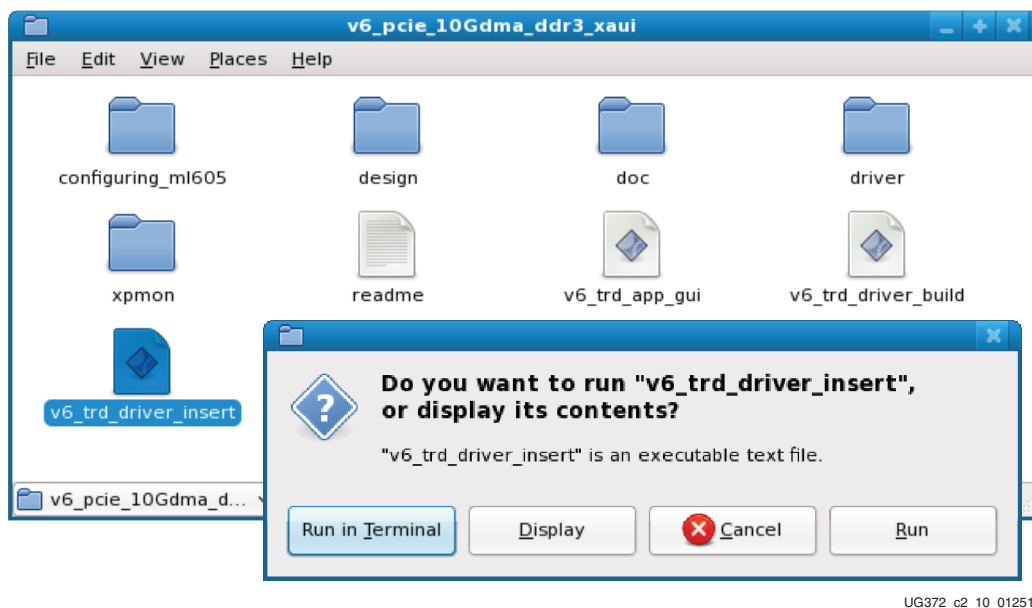 v6_pcie_10Gdma_ddr3_xaui
File Edit View Places Help
configuring_ml605 design doc driver
xpmon readme v6_trd_app_gui v6_trd_driver_build
v6_trd_driver_insert
Do you want to run "v6_trd_driver_insert",
or display its contents?
"v6_trd_driver_insert" is an executable text file.
v6_pcie_10Gdma_d...
Run in Terminal Display Cancel Run
UG372_c2_10_01251